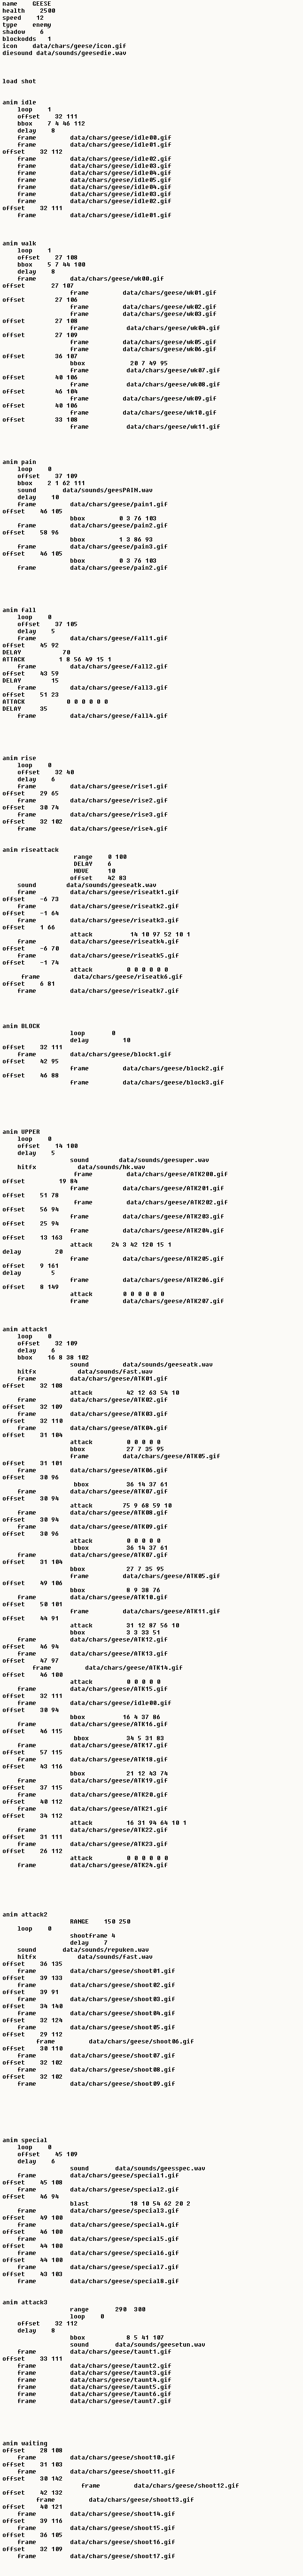 name    GEESE
health    2500
speed    12
type    enemy
shadow    6
blockodds    1
icon    data/chars/geese/icon.gif
diesound data/sounds/geesedie.wav
load shot
anim idle
loop    1
offset    32 111
bbox    7 4 46 112
delay    8
frame    data/chars/geese/idle00.gif
frame    data/chars/geese/idle01.gif
offset    32 112
frame    data/chars/geese/idle02.gif
frame    data/chars/geese/idle03.gif
frame    data/chars/geese/idle04.gif
frame    data/chars/geese/idle05.gif
frame    data/chars/geese/idle04.gif
frame    data/chars/geese/idle03.gif
frame    data/chars/geese/idle02.gif
offset    32 111
frame    data/chars/geese/idle01.gif
anim walk
loop    1
offset    27 108
bbox    5 7 44 100
delay    8
frame    data/chars/geese/wk00.gif
offset    27 107
frame    data/chars/geese/wk01.gif
offset    27 106
frame    data/chars/geese/wk02.gif
frame    data/chars/geese/wk03.gif
offset    27 108
frame    data/chars/geese/wk04.gif
offset    27 109
frame    data/chars/geese/wk05.gif
frame    data/chars/geese/wk06.gif
offset    36 107
bbox    20 7 49 95
frame    data/chars/geese/wk07.gif
offset    40 106
frame    data/chars/geese/wk08.gif
offset    46 104
frame    data/chars/geese/wk09.gif
offset    40 106
frame    data/chars/geese/wk10.gif
offset    33 108
frame    data/chars/geese/wk11.gif
anim pain
loop    0
offset    37 109
bbox    2 1 62 111
sound    data/sounds/geesPAIN.wav
delay    10
frame    data/chars/geese/pain1.gif
offset    46 105
bbox    0 3 76 103
frame    data/chars/geese/pain2.gif
offset    58 96
bbox    1 3 86 93
frame    data/chars/geese/pain3.gif
offset    46 105
bbox    0 3 76 103
frame    data/chars/geese/pain2.gif
anim fall
loop    0
offset    37 105
delay    5
frame    data/chars/geese/fall1.gif
offset    45 92
DELAY    70
ATTACK    1 8 56 49 15 1
frame    data/chars/geese/fall2.gif
offset    43 59
DELAY    15
frame    data/chars/geese/fall3.gif
offset    51 23
ATTACK    0 0 0 0 0 0
DELAY    35
frame    data/chars/geese/fall4.gif
anim rise
loop    0
offset    32 40
delay    6
frame    data/chars/geese/rise1.gif
offset    29 65
frame    data/chars/geese/rise2.gif
offset    30 74
frame    data/chars/geese/rise3.gif
offset    32 102
frame    data/chars/geese/rise4.gif
anim riseattack
range    0 100
DELAY    6
MOVE    10
offset    42 83
sound    data/sounds/geeseatk.wav
frame    data/chars/geese/riseatk1.gif
offset    -6 73
frame    data/chars/geese/riseatk2.gif
offset    -1 64
frame    data/chars/geese/riseatk3.gif
offset    1 66
attack    14 10 97 52 10 1
frame    data/chars/geese/riseatk4.gif
offset    -6 70
frame    data/chars/geese/riseatk5.gif
offset    -1 74
attack    0 0 0 0 0 0
frame    data/chars/geese/riseatk6.gif
offset    6 81
frame    data/chars/geese/riseatk7.gif
anim BLOCK
loop    0
delay    10
offset    32 111
frame    data/chars/geese/block1.gif
offset    42 95
frame    data/chars/geese/block2.gif
offset    46 88
frame    data/chars/geese/block3.gif
anim UPPER
loop    0
offset    14 100
delay    5
sound    data/sounds/geesuper.wav
hitfx    data/sounds/hk.wav
frame    data/chars/geese/ATK200.gif
offset    19 84
frame    data/chars/geese/ATK201.gif
offset    51 78
frame    data/chars/geese/ATK202.gif
offset    56 94
frame    data/chars/geese/ATK203.gif
offset    25 94
frame    data/chars/geese/ATK204.gif
offset    13 163
attack    24 3 42 120 15 1
delay    20
frame    data/chars/geese/ATK205.gif
offset    9 161
delay    5
frame    data/chars/geese/ATK206.gif
offset    8 149
attack    0 0 0 0 0 0
frame    data/chars/geese/ATK207.gif
anim attack1
loop    0
offset    32 109
delay    6
bbox    16 8 38 102
sound    data/sounds/geeseatk.wav
hitfx    data/sounds/fast.wav
frame    data/chars/geese/ATK01.gif
offset    32 108
attack    42 12 63 54 10
frame    data/chars/geese/ATK02.gif
offset    32 109
frame    data/chars/geese/ATK03.gif
offset    32 110
frame    data/chars/geese/ATK04.gif
offset    31 104
attack    0 0 0 0 0
bbox    27 7 35 95
frame    data/chars/geese/ATK05.gif
offset    31 101
frame    data/chars/geese/ATK06.gif
offset    30 96
bbox    36 14 37 61
frame    data/chars/geese/ATK07.gif
offset    30 94
attack    75 9 68 59 10
frame    data/chars/geese/ATK08.gif
offset    30 94
frame    data/chars/geese/ATK09.gif
offset    30 96
attack    0 0 0 0 0
bbox    36 14 37 61
frame    data/chars/geese/ATK07.gif
offset    31 104
bbox    27 7 35 95
frame    data/chars/geese/ATK05.gif
offset    49 106
bbox    8 9 38 76
frame    data/chars/geese/ATK10.gif
offset    50 101
frame    data/chars/geese/ATK11.gif
offset    44 91
attack    31 12 87 56 10
bbox    3 3 33 51
frame    data/chars/geese/ATK12.gif
offset    46 94
frame    data/chars/geese/ATK13.gif
offset    47 97
frame    data/chars/geese/ATK14.gif
offset    46 100
attack    0 0 0 0 0
frame    data/chars/geese/ATK15.gif
offset    32 111
frame    data/chars/geese/idle00.gif
offset    30 94
bbox    16 4 37 86
frame    data/chars/geese/ATK16.gif
offset    46 115
bbox    34 5 31 83
frame    data/chars/geese/ATK17.gif
offset    57 115
frame    data/chars/geese/ATK18.gif
offset    43 116
bbox    21 12 43 74
frame    data/chars/geese/ATK19.gif
offset    37 115
frame    data/chars/geese/ATK20.gif
offset    40 112
frame    data/chars/geese/ATK21.gif
offset    34 112
attack    16 31 94 64 10 1
frame    data/chars/geese/ATK22.gif
offset    31 111
frame    data/chars/geese/ATK23.gif
offset    26 112
attack    0 0 0 0 0 0
frame    data/chars/geese/ATK24.gif
anim attack2
RANGE    150 250
loop    0
shootframe 4
delay    7
sound    data/sounds/repuken.wav
hitfx    data/sounds/fast.wav
offset    36 135
frame    data/chars/geese/shoot01.gif
offset    39 133
frame    data/chars/geese/shoot02.gif
offset    39 91
frame    data/chars/geese/shoot03.gif
offset    34 140
frame    data/chars/geese/shoot04.gif
offset    32 124
frame    data/chars/geese/shoot05.gif
offset    29 112
frame    data/chars/geese/shoot06.gif
offset    30 110
frame    data/chars/geese/shoot07.gif
offset    32 102
frame    data/chars/geese/shoot08.gif
offset    32 102
frame    data/chars/geese/shoot09.gif
anim special
loop    0
offset    45 109
delay    6
sound    data/sounds/geesspec.wav
frame    data/chars/geese/special1.gif
offset    45 108
frame    data/chars/geese/special2.gif
offset    46 94
blast    18 10 54 62 20 2
frame    data/chars/geese/special3.gif
offset    49 100
frame    data/chars/geese/special4.gif
offset    46 100
frame    data/chars/geese/special5.gif
offset    44 100
frame    data/chars/geese/special6.gif
offset    44 100
frame    data/chars/geese/special7.gif
offset    43 103
frame    data/chars/geese/special8.gif
anim attack3
range    290  300
loop    0
offset    32 112
delay    8
bbox    8 5 41 107
sound    data/sounds/geesetun.wav
frame    data/chars/geese/taunt1.gif
offset    33 111
frame    data/chars/geese/taunt2.gif
frame    data/chars/geese/taunt3.gif
frame    data/chars/geese/taunt4.gif
frame    data/chars/geese/taunt5.gif
frame    data/chars/geese/taunt6.gif
frame    data/chars/geese/taunt7.gif
anim waiting
offset    28 108
frame    data/chars/geese/shoot10.gif
offset    31 103
frame    data/chars/geese/shoot11.gif
offset    30 142
frame    data/chars/geese/shoot12.gif
offset    42 132
frame    data/chars/geese/shoot13.gif
offset    40 121
frame    data/chars/geese/shoot14.gif
offset    39 116
frame    data/chars/geese/shoot15.gif
offset    36 105
frame    data/chars/geese/shoot16.gif
offset    32 109
frame    data/chars/geese/shoot17.gif